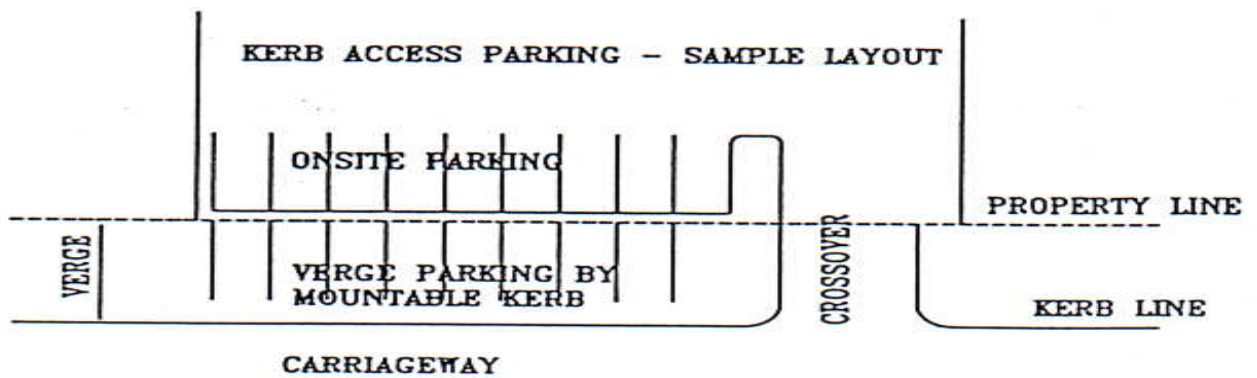 KERB ACCESS PARKING - SAMPLE LAYOUT
ONSITE PARKING
PROPERTY LINE
VERGE
VERGE PARKING BY
MOUNTABLE KERB
CROSSOVER
KERB LINE
CARRIAGEWAY